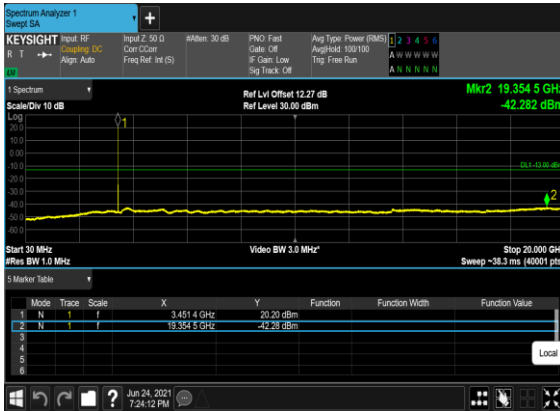 Spectrum Analyzer 1
Swept SA
+
KEYSIGHT Input: RF Input Z: 50 Ω #Atten: 30 dB PNO: Fast Avg Type: Power (RMS) 1 2 3 4 5 6
R T Coupling: DC Corr CCorr Gate: Off Avg|Hold: 100/100 A W W W W W
Align: Auto Freq Ref: Int (S) IF Gain: Low Trig: Free Run
Sig Track: Off A N N N N N
1 Spectrum Ref Lvl Offset 12.27 dB Mkr2 19.354 5 GHz
Scale/Div 10 dB Ref Level 30.00 dBm -42.282 dBm
Log
20.0 1
10.0
0.00
-10.0 DL1 -13.00 dBm
-20.0
-30.0 2
-40.0
-50.0
-60.0
Start 30 MHz Video BW 3.0 MHz* Stop 20.000 GHz
#Res BW 1.0 MHz Sweep ~38.3 ms (40001 pts)
5 Marker Table
Mode Trace Scale X Y Function Function Width Function Value
1 N 1 f 3.451 4 GHz 20.20 dBm
2 N 1 f 19.354 5 GHz -42.28 dBm
3
4
5
6
Local
? Jun 24, 2021
7:24:12 PM